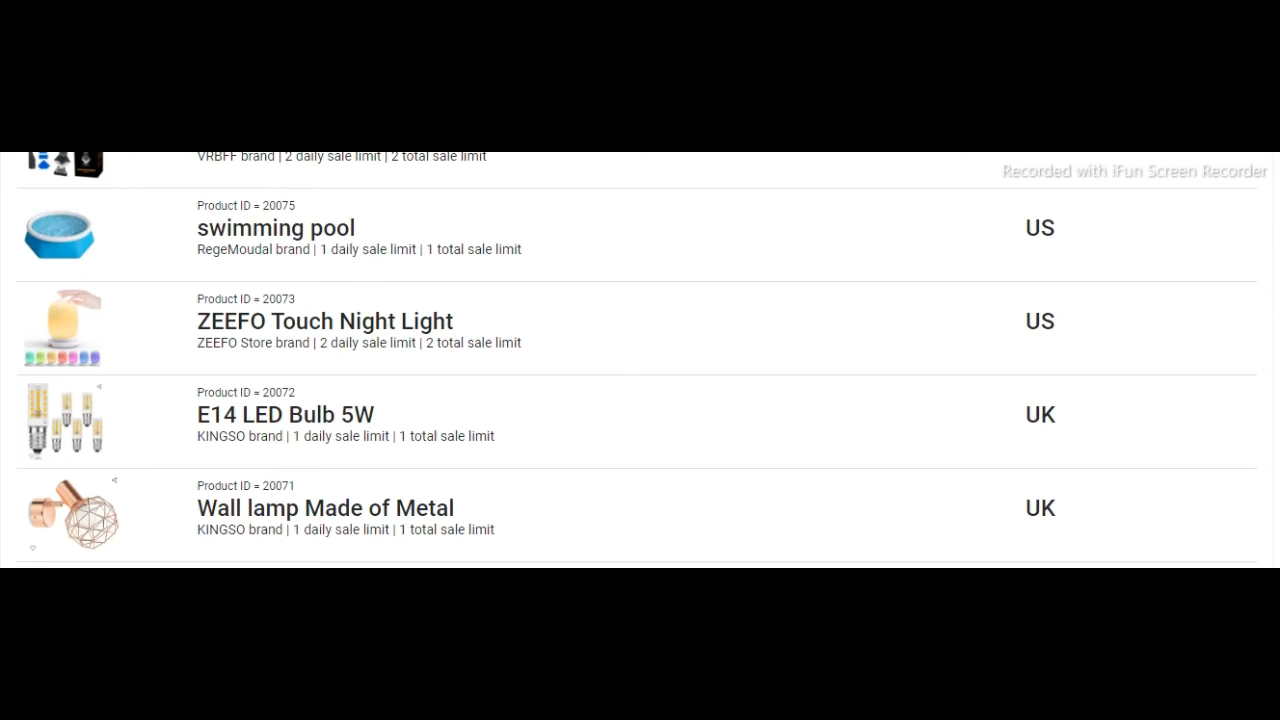 VRBFF brand | 2 daily sale limit | 2 total sale limit
Recorded with iFun Screen Recorder
Product ID = 20075
swimming pool
US
RegeMoudal brand | 1 daily sale limit | 1 total sale limit
Product ID = 20073
ZEEFO Touch Night Light
US
ZEEFO Store brand | 2 daily sale limit | 2 total sale limit
Product ID = 20072
E14 LED Bulb 5W
UK
KINGSO brand | 1 daily sale limit | 1 total sale limit
Product ID = 20071
Wall lamp Made of Metal
UK
KINGSO brand | 1 daily sale limit | 1 total sale limit